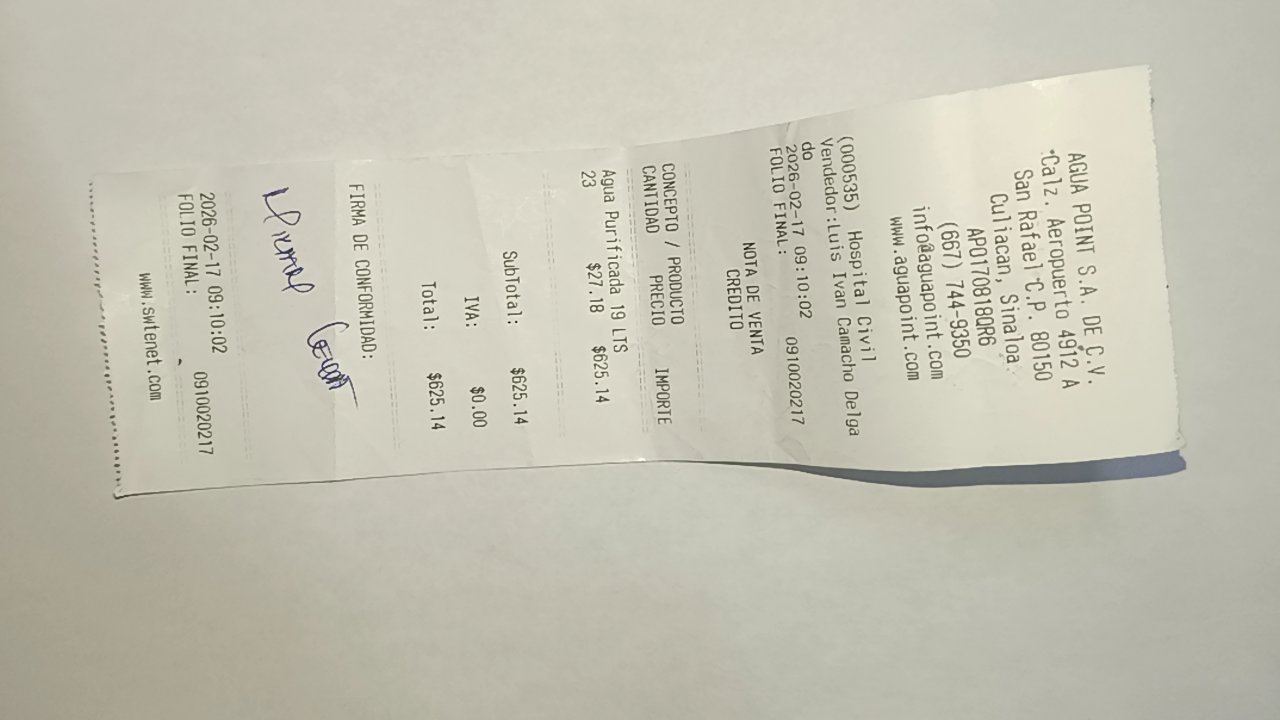 AGUA POINT S.A. DE C.V.
Calz. Aeropuerto 4912 A
San Rafael C.P. 80150
Culiacan, Sinaloa
APO170818QR6
(667) 744-9350
info@aguapoint.com
www.aguapoint.com
(000535) Hospital Civil
Vendedor:Luis Ivan Camacho Delga
do
2026-02-17 09:10:02 0910020217
FOLIO FINAL:
NOTA DE VENTA
CREDITO
CONCEPTO / PRODUCTO
CANTIDAD PRECIO IMPORTE
Agua Purificada 19 LTS
23 $27.18 $625.14
SubTotal: $625.14
IVA: $0.00
Total: $625.14
FIRMA DE CONFORMIDAD:
2026-02-17 09:10:02 0910020217
FOLIO FINAL:
www.swtenet.com